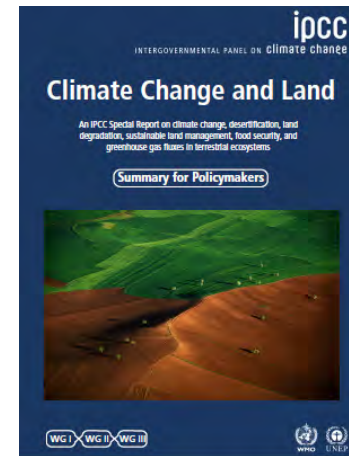 ipcc
INTERGOVERNMENTAL PANEL ON climate change
Climate Change and Land
An IPCC Special Report on climate change, desertification, land
degradation, sustainable land management, food security, and
greenhouse gas fluxes in terrestrial ecosystems
Summary for Policymakers
WG I WG II WG III
WMO UNEP